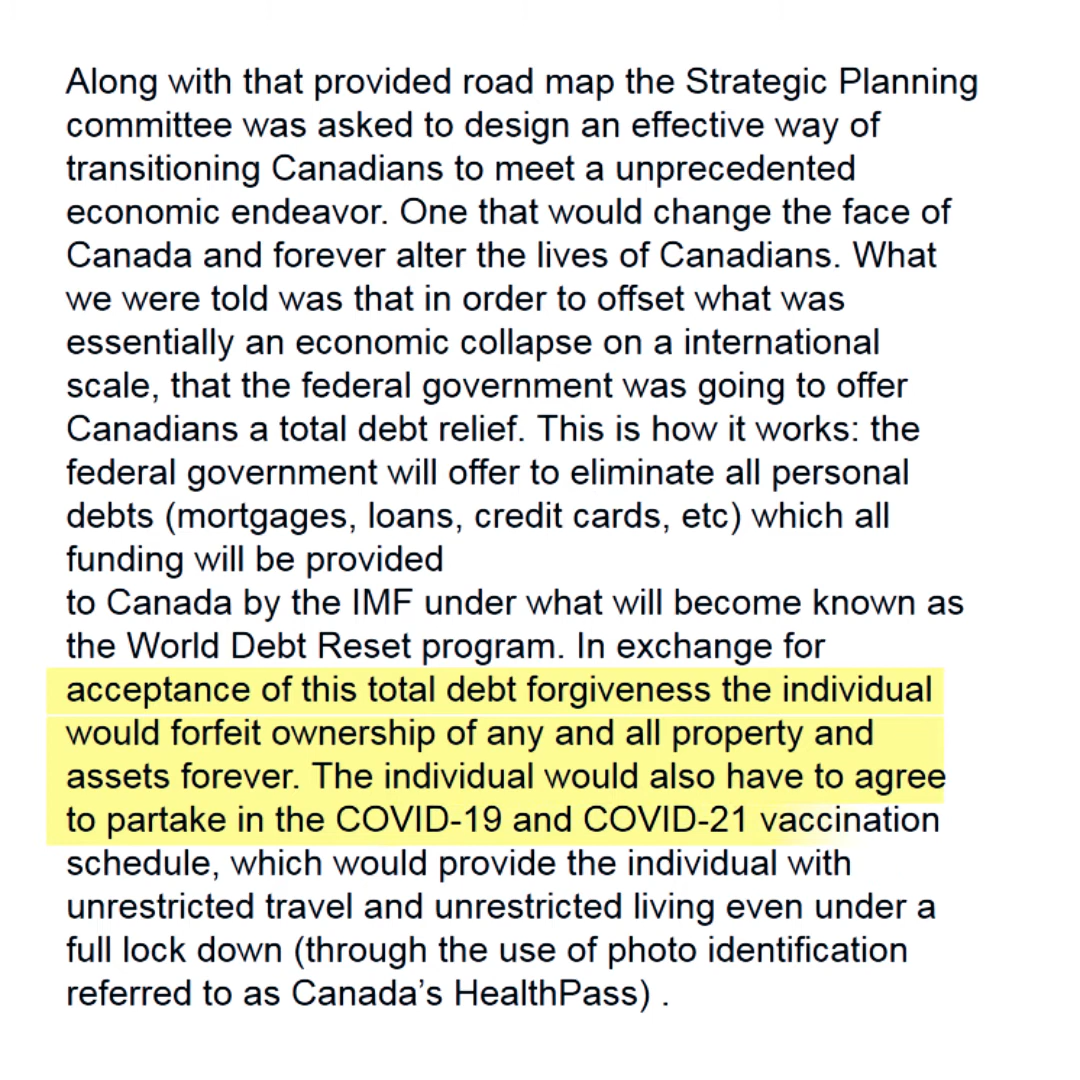 Along with that provided road map the Strategic Planning
committee was asked to design an effective way of
transitioning Canadians to meet a unprecedented
economic endeavor. One that would change the face of
Canada and forever alter the lives of Canadians. What
we were told was that in order to offset what was
essentially an economic collapse on a international
scale, that the federal government was going to offer
Canadians a total debt relief. This is how it works: the
federal government will offer to eliminate all personal
debts (mortgages, loans, credit cards, etc) which all
funding will be provided
to Canada by the IMF under what will become known as
the World Debt Reset program. In exchange for
acceptance of this total debt forgiveness the individual
would forfeit ownership of any and all property and
assets forever. The individual would also have to agree
to partake in the COVID-19 and COVID-21 vaccination
schedule, which would provide the individual with
unrestricted travel and unrestricted living even under a
full lock down (through the use of photo identification
referred to as Canada’s HealthPass) .